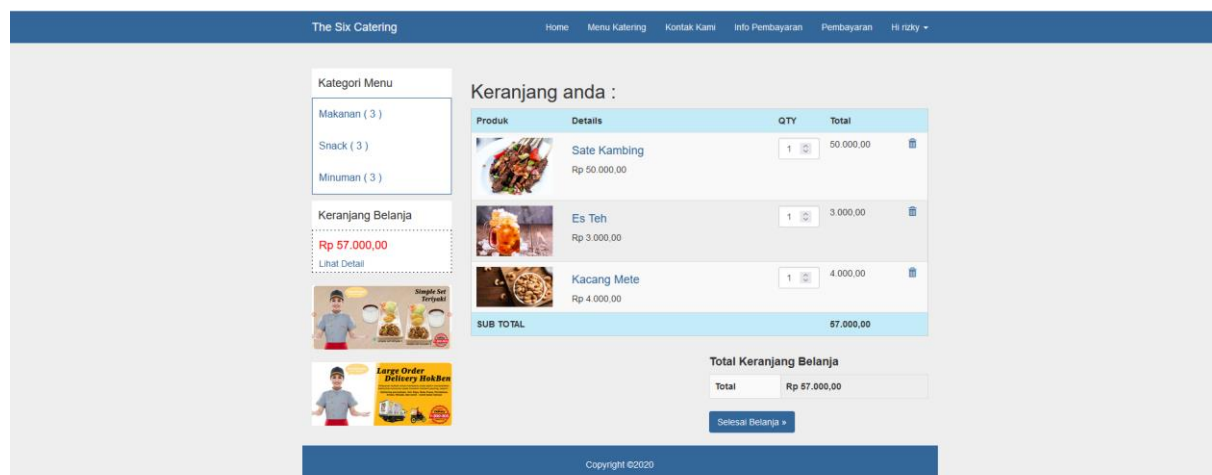 The Six Catering Home Menu Katering Kontak Kami Info Pembayaran Pembayaran Hi rizky
Kategori Menu
Makanan ( 3 )
Snack ( 3 )
Minuman ( 3 )
Keranjang Belanja
Rp 57.000,00
Lihat Detail
Simple Set
Teriyaki
Large Order
Delivery HokBen
Keranjang anda :
Produk Details QTY Total
Sate Kambing 1 50.000,00
Rp 50.000,00
Es Teh 1 3.000,00
Rp 3.000,00
Kacang Mete 1 4.000,00
Rp 4.000,00
SUB TOTAL 57.000,00
Total Keranjang Belanja
Total Rp 57.000,00
Selesai Belanja »
Copyright ©2020